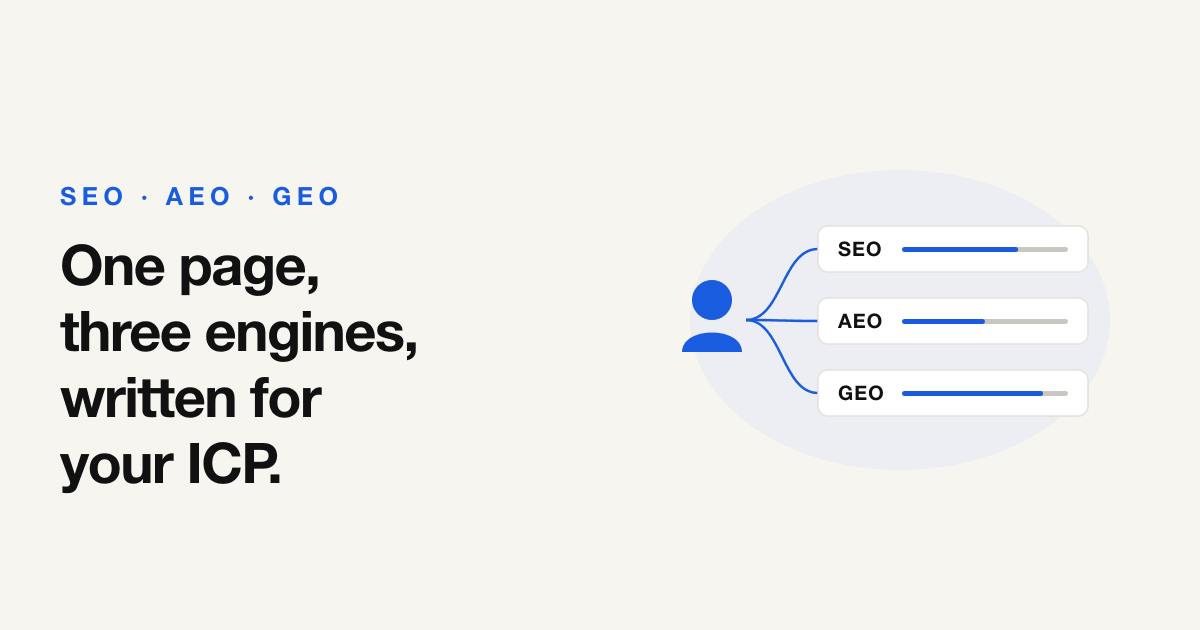 SEO · AEO · GEO
One page,
three engines,
written for
your ICP.
SEO
AEO
GEO